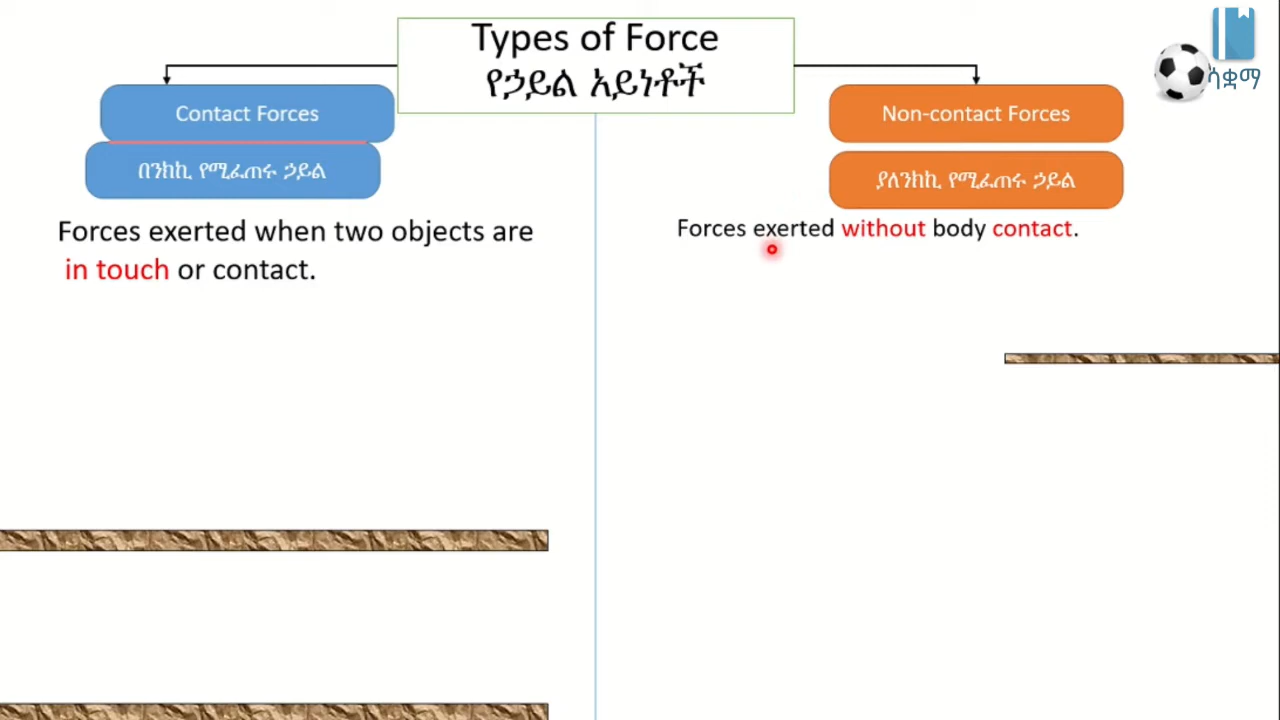 Types of Force
የኃይል አይነቶች
Contact Forces
በንክኪ የሚፈጠሩ ኃይል
Forces exerted when two objects are
in touch or contact.
Non-contact Forces
ያለንክኪ የሚፈጠሩ ኃይል
Forces exerted without body contact.
ሳቋማ